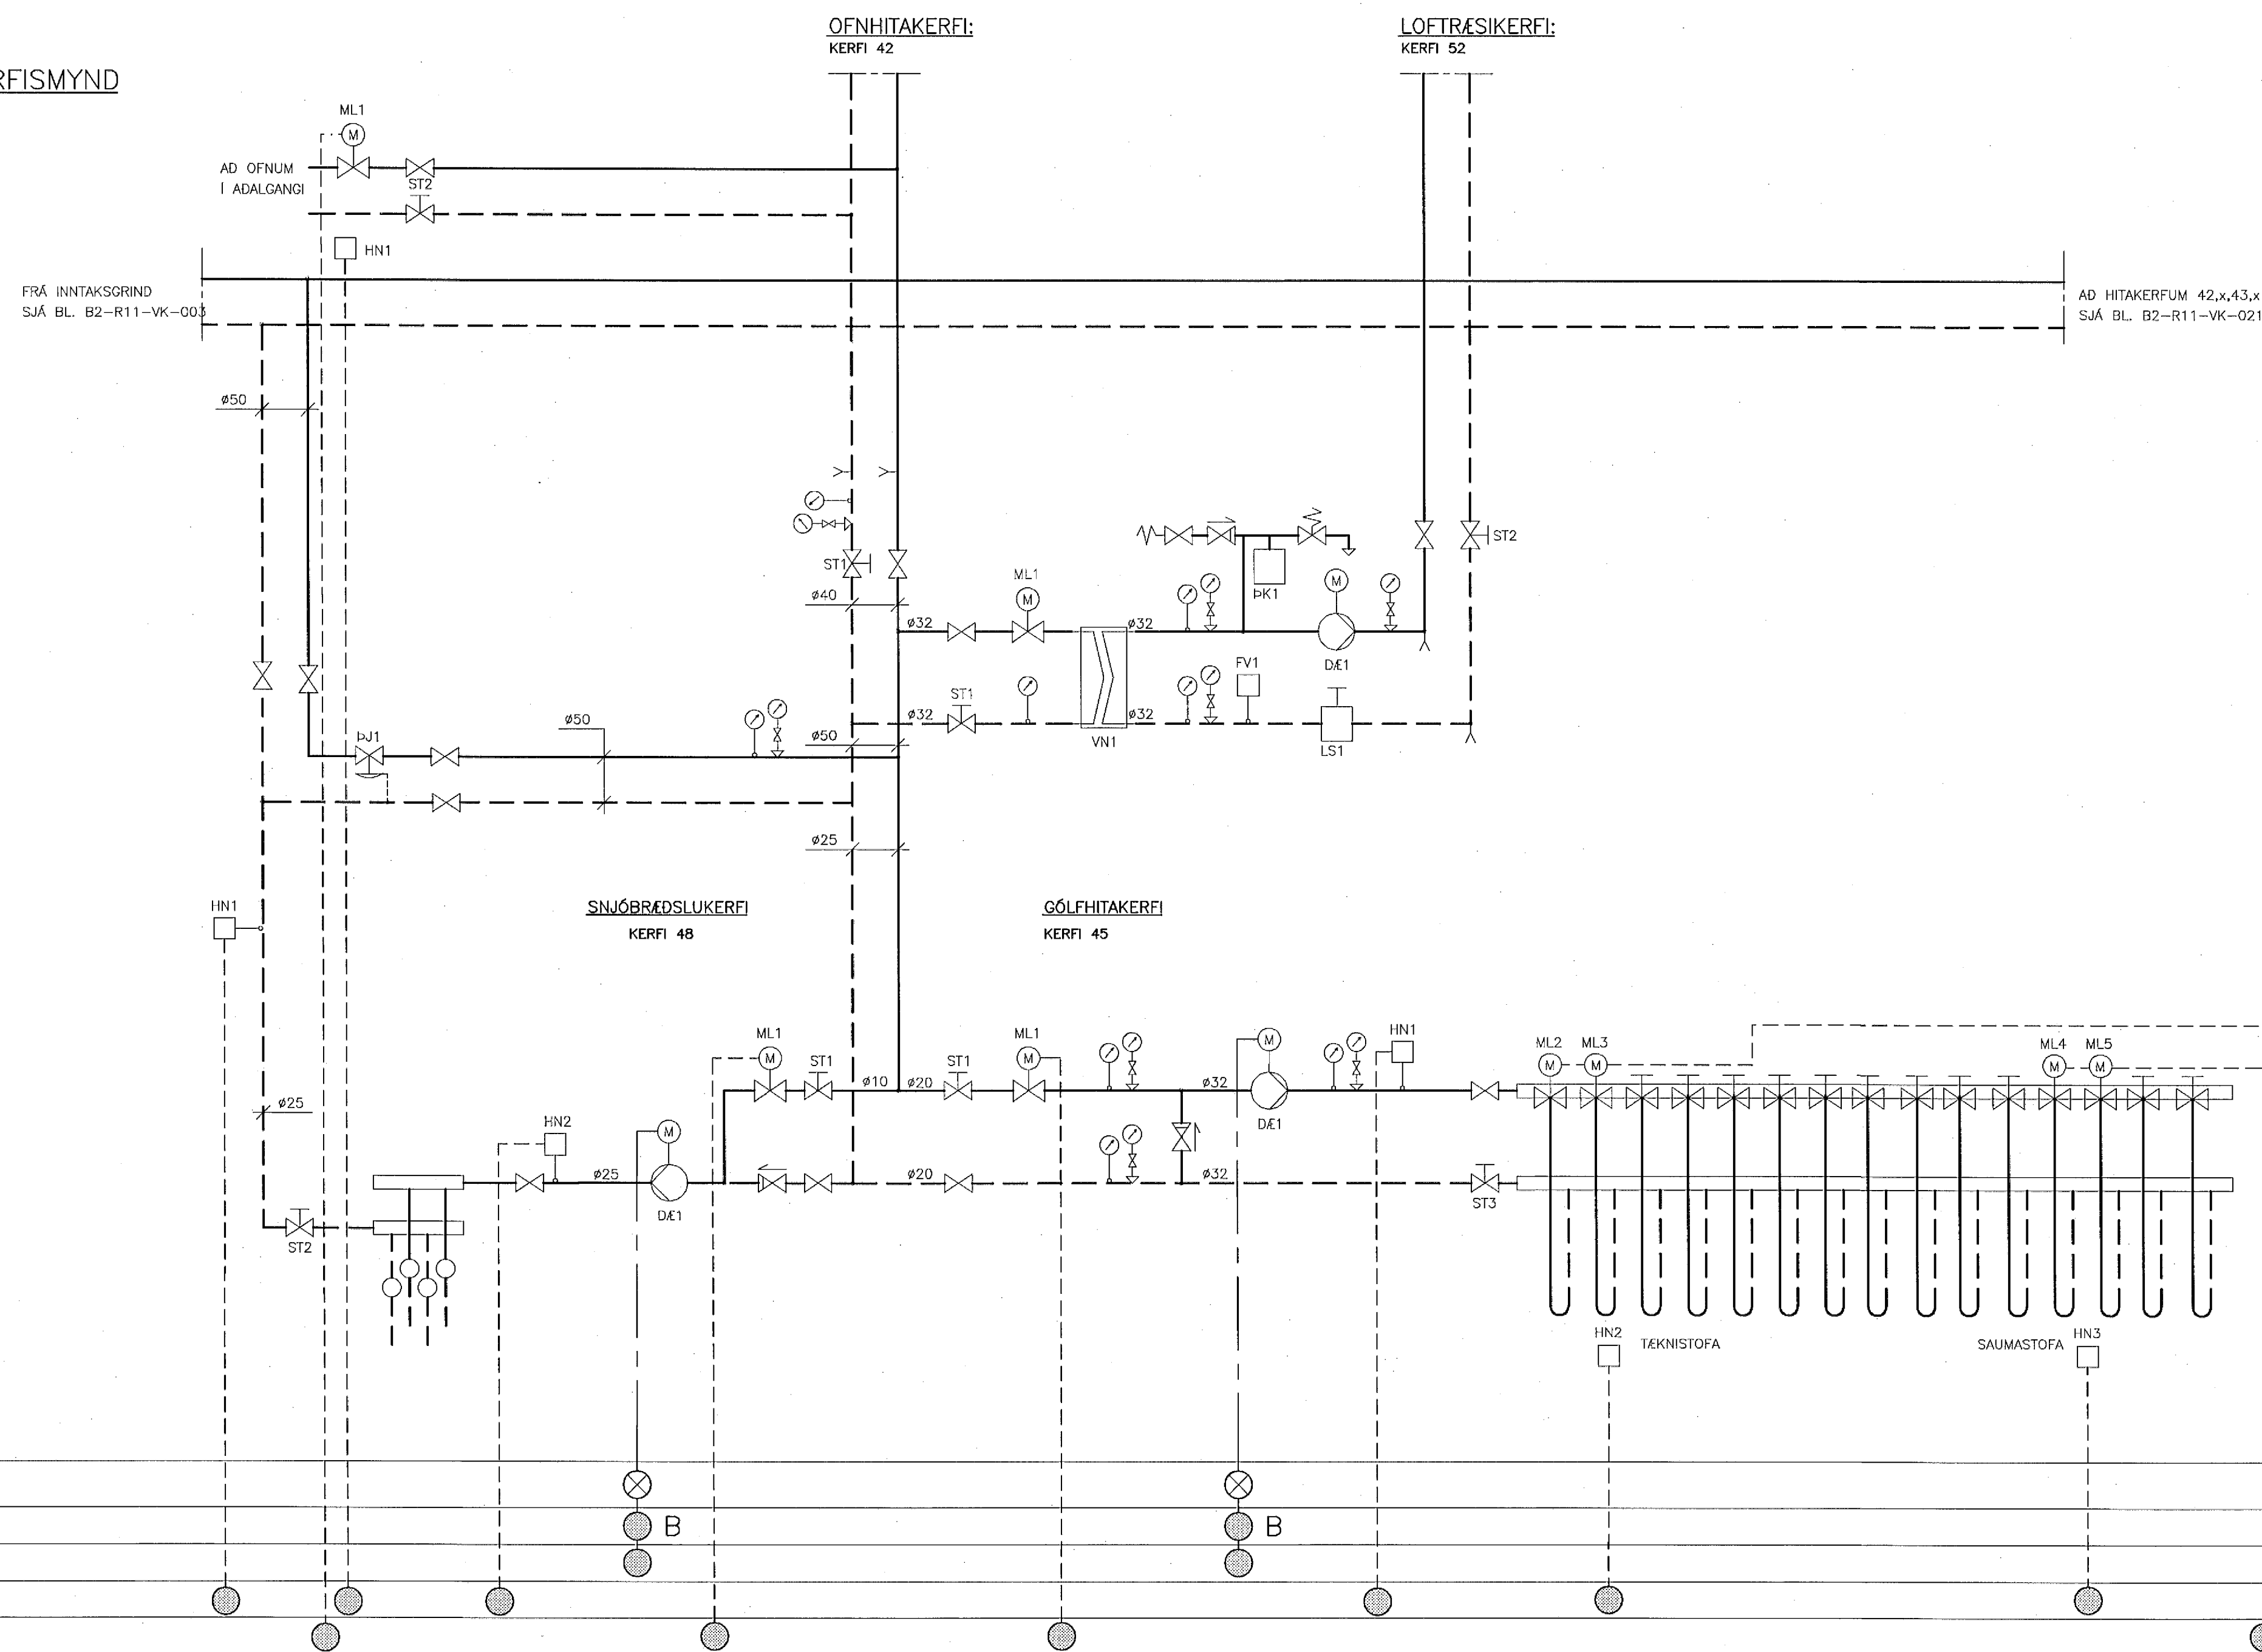 OFNHITAKERFI:
KERFI 42
LOFTRÆSIKERFI:
KERFI 52
RFISMYND
ML1
M
AD OFNUM
Í ADALGANGI
ST2
HN1
FRÁ INNTAKSGRIND
SJÁ BL. B2-R11-VK-003
AD HITAKERFUM 42,x,43,x
SJÁ BL. B2-R11-VK-021
ø50
ST1
ST2
ø40
ML1
M
ÞK1
M
ø32
ø32
DÆ1
FV1
ST1
ø32
ø32
VN1
LS1
ø50
ø50
ÞJ1
ø25
SNJÓBRÆDSLUKERFI
KERFI 48
GÓLFHITAKERFI
KERFI 45
HN1
ML1
M
ST1
ø10
ø20
ST1
ML1
M
M
ø32
DÆ1
HN1
ML2
ML3
M
M
ML4
ML5
M
M
ø25
HN2
M
ø25
DÆ1
ø20
ø32
ST3
ST2
HN2
TÆKNISTOFA
SAUMASTOFA
HN3
B
B